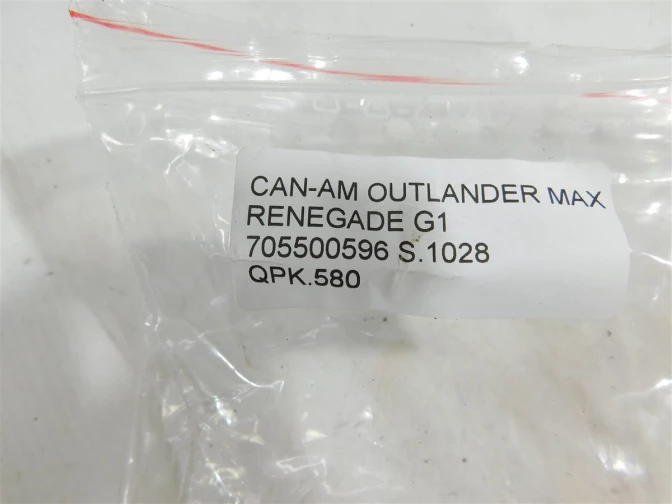 CAN-AM OUTLANDER MAX
RENEGADE G1
705500596 S.1028
QPK.580